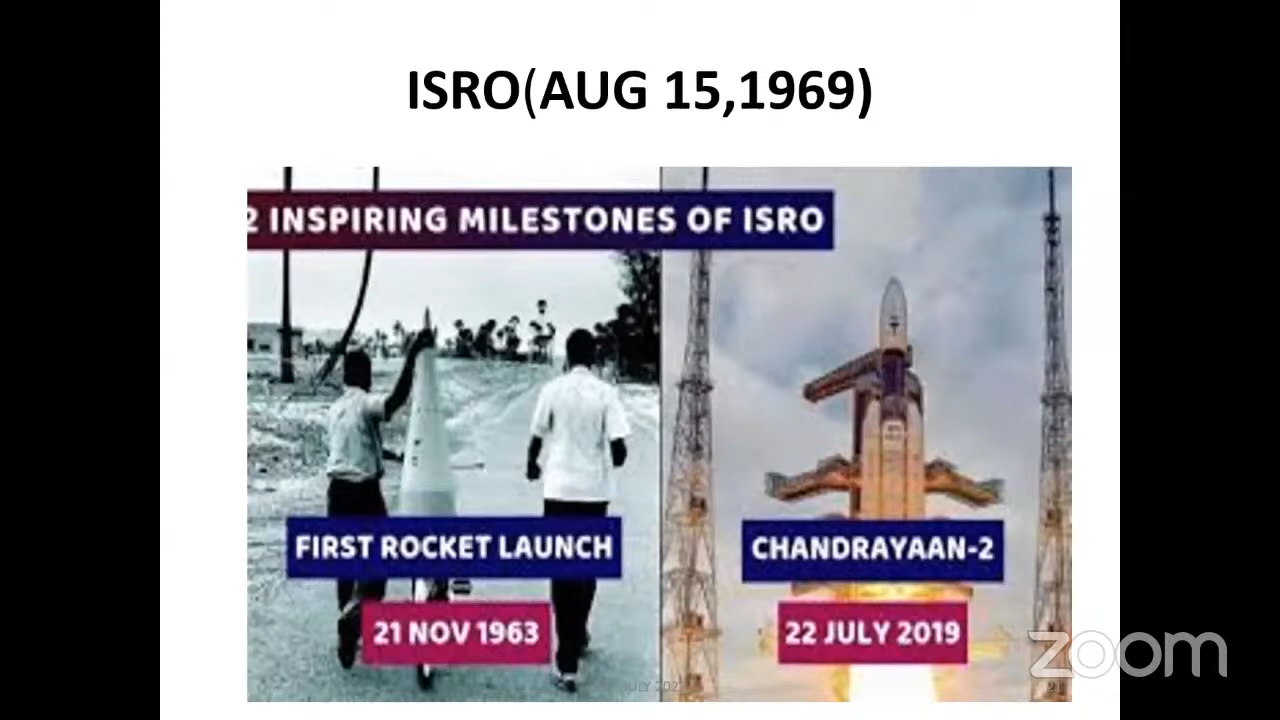 ISRO(AUG 15,1969)
2 INSPIRING MILESTONES OF ISRO
FIRST ROCKET LAUNCH
CHANDRAYAAN-2
21 NOV 1963
22 JULY 2019
zoom